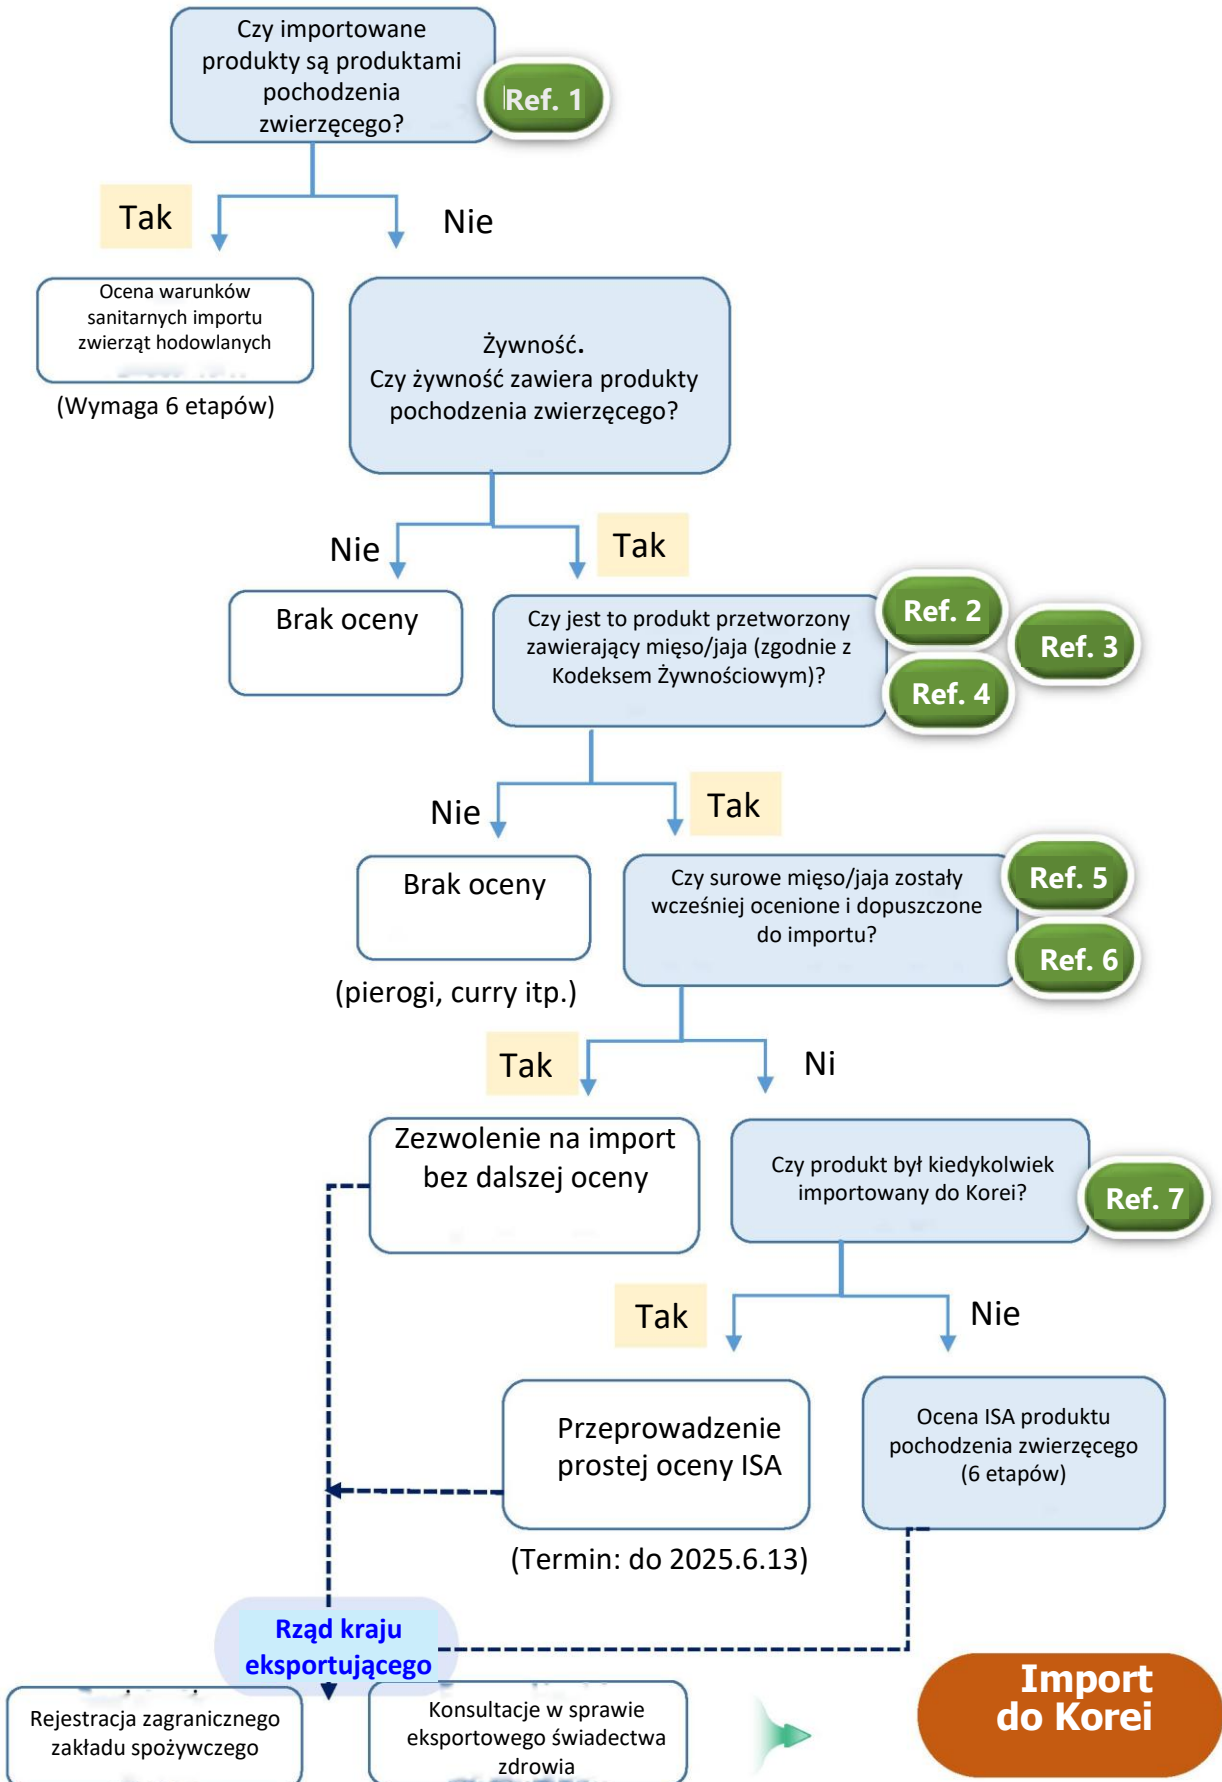 Czy importowane
produkty są produktami
pochodzenia
zwierzęcego?
Ref. 1
Tak
Nie
Ocena warunków
sanitarnych importu
zwierząt hodowlanych
(Wymaga 6 etapów)
Żywność.
Czy żywność zawiera produkty
pochodzenia zwierzęcego?
Nie
Tak
Brak oceny
Czy jest to produkt przetworzony
zawierający mięso/jaja (zgodnie z
Kodeksem Żywnościowym)?
Ref. 2
Ref. 3
Ref. 4
Nie
Tak
Brak oceny
(pierogi, curry itp.)
Czy surowe mięso/jaja zostały
wcześniej ocenione i dopuszczone
do importu?
Ref. 5
Ref. 6
Tak
Ni
Zezwolenie na import
bez dalszej oceny
Czy produkt był kiedykolwiek
importowany do Korei?
Ref. 7
Tak
Nie
Przeprowadzenie
prostej oceny ISA
(Termin: do 2025.6.13)
Ocena ISA produktu
pochodzenia zwierzęcego
(6 etapów)
Rząd kraju
eksportującego
Rejestracja zagranicznego
zakładu spożywczego
Konsultacje w sprawie
eksportowego świadectwa
zdrowia
Import
do Korei